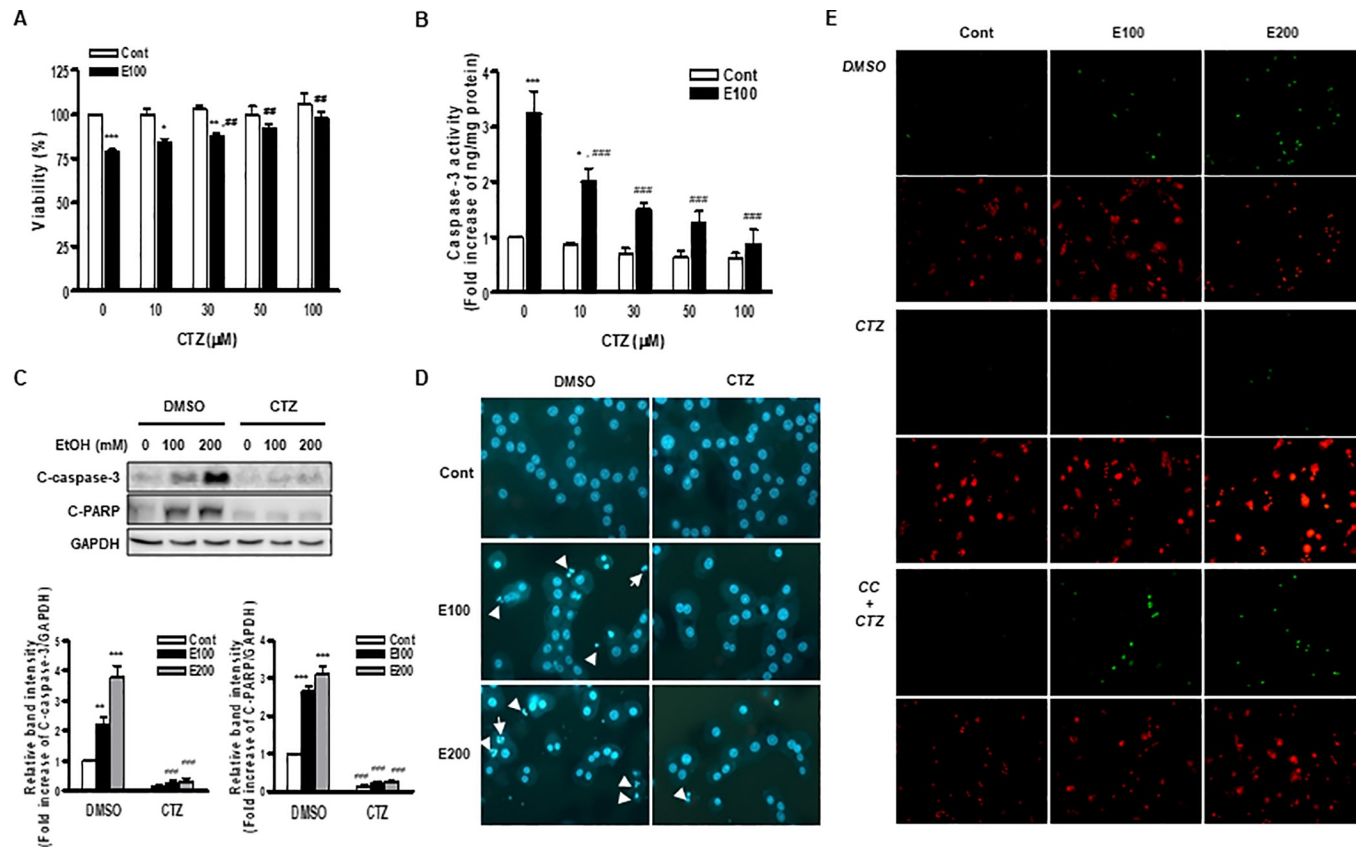 A
Cont
E100
Viability (%)
125
100
75
50
25
0
***
*
**,##
##
##
0 10 30 50 100
CTZ (μM)
B
Cont
E100
Caspase-3 activity
(Fold increase of ng/mg protein)
4
3
2
1
0
***
*,###
###
###
###
0 10 30 50 100
CTZ (μM)
C
DMSO CTZ
EtOH (mM) 0 100 200 0 100 200
C-caspase-3
C-PARP
GAPDH
Relative band intensity
(Fold increase of C-caspase-3/GAPDH)
5
4
3
2
1
0
Cont
E100
E200
**
***
###
###
DMSO CTZ
Relative band intensity
(Fold increase of C-PARP/GAPDH)
4
3
2
1
0
Cont
E100
E200
***
***
###
###
###
DMSO CTZ
D
DMSO CTZ
Cont
E100
E200
E
Cont E100 E200
DMSO
CTZ
CC
+
CTZ